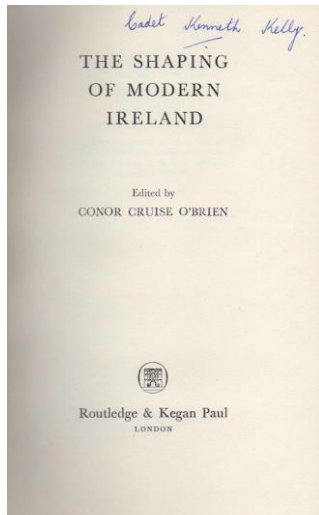 Cadet Kenneth Kelly.
THE SHAPING
OF MODERN
IRELAND
Edited by
CONOR CRUISE O'BRIEN
Routledge & Kegan Paul
LONDON